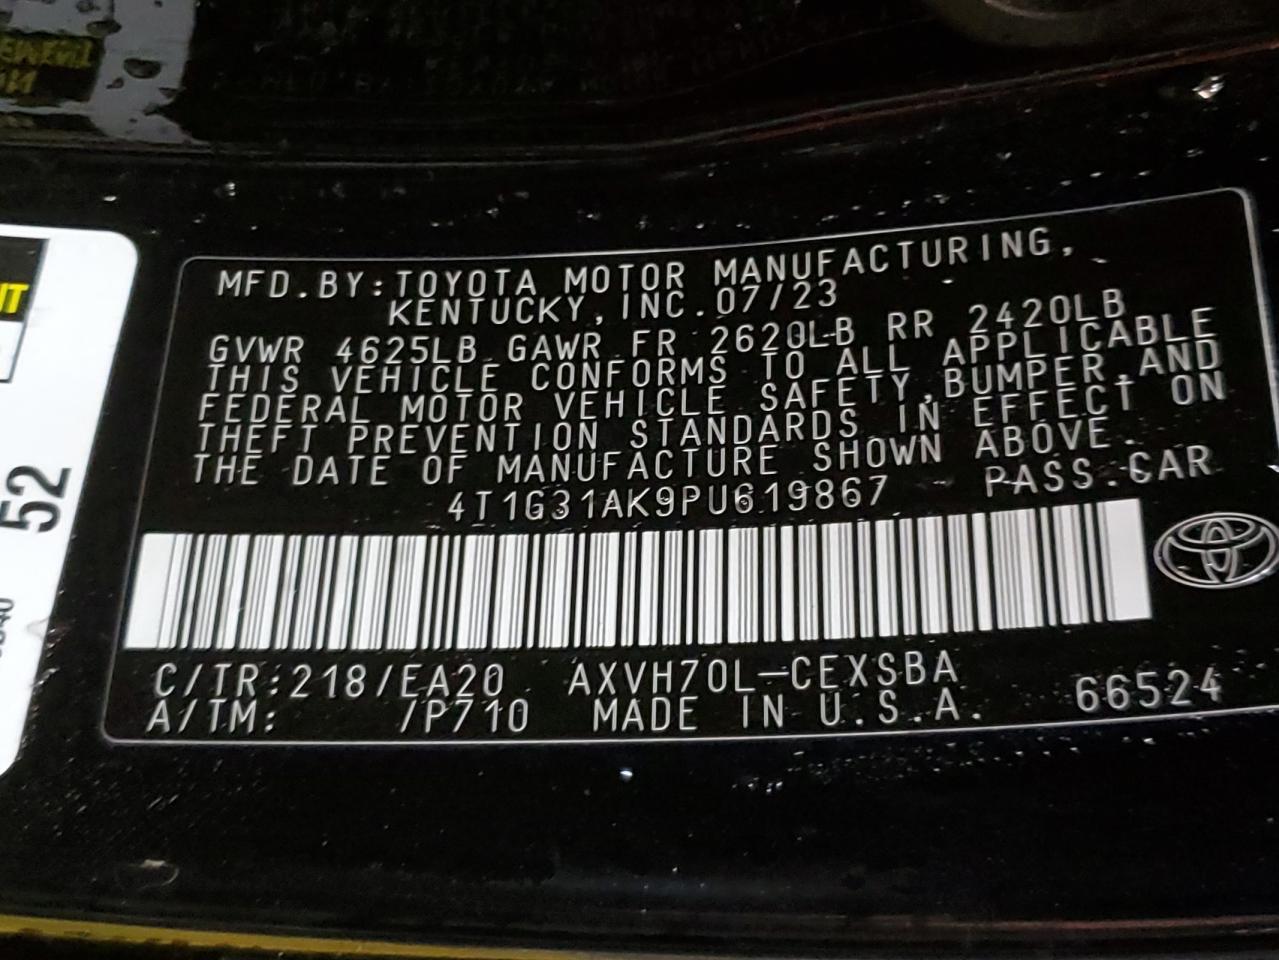 MFD.BY:TOYOTA MOTOR MANUFACTURING,
KENTUCKY,INC.07/23
GVWR 4625LB GAWR FR 2620LB RR 2420LB
THIS VEHICLE CONFORMS TO ALL APPLICABLE
FEDERAL MOTOR VEHICLE SAFETY,BUMPER,AND
THEFT PREVENTION STANDARDS IN EFFECT ON
THE DATE OF MANUFACTURE SHOWN ABOVE.
4T1G31AK9PU619867 PASS.CAR
C/TR:218/EA20 AXVH70L-CEXSBA
A/TM: /P710 MADE IN U.S.A. 66524
52